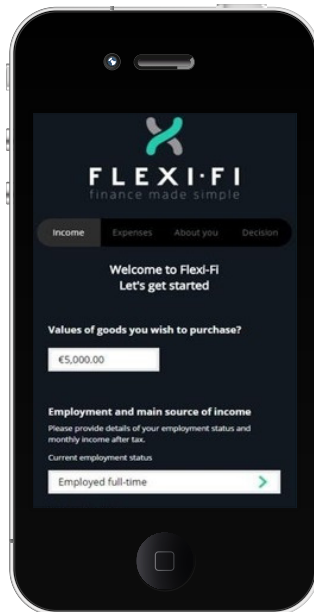 FLEXI·FI
finance made simple
Income Expenses About you Decision
Welcome to Flexi-Fi
Let's get started
Values of goods you wish to purchase?
€5,000.00
Employment and main source of income
Please provide details of your employment status and
monthly income after tax.
Current employment status
Employed full-time